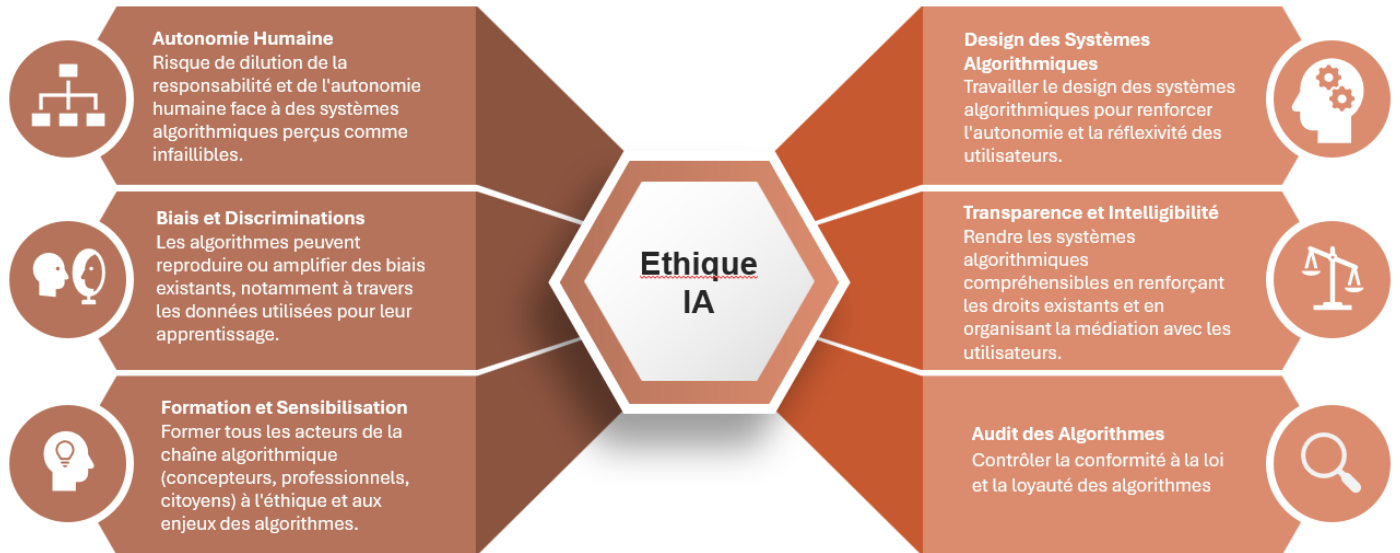 Autonomie Humaine
Risque de dilution de la
responsabilité et de l'autonomie
humaine face à des systèmes
algorithmiques perçus comme
infaillibles.
Biais et Discriminations
Les algorithmes peuvent
reproduire ou amplifier des biais
existants, notamment à travers
les données utilisées pour leur
apprentissage.
Formation et Sensibilisation
Former tous les acteurs de la
chaîne algorithmique
(concepteurs, professionnels,
citoyens) à l'éthique et aux
enjeux des algorithmes.
Ethique
IA
Design des Systèmes
Algorithmiques
Travailler le design des systèmes
algorithmiques pour renforcer
l'autonomie et la réflexivité des
utilisateurs.
Transparence et Intelligibilité
Rendre les systèmes
algorithmiques
compréhensibles en renforçant
les droits existants et en
organisant la médiation avec les
utilisateurs.
Audit des Algorithmes
Contrôler la conformité à la loi
et la loyauté des algorithmes